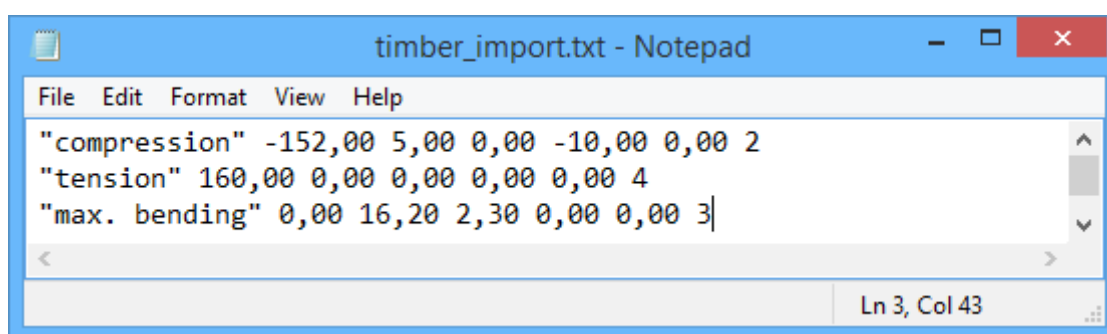 timber_import.txt - Notepad
File Edit Format View Help
"compression" -152,00 5,00 0,00 -10,00 0,00 2
"tension" 160,00 0,00 0,00 0,00 0,00 4
"max. bending" 0,00 16,20 2,30 0,00 0,00 3
Ln 3, Col 43